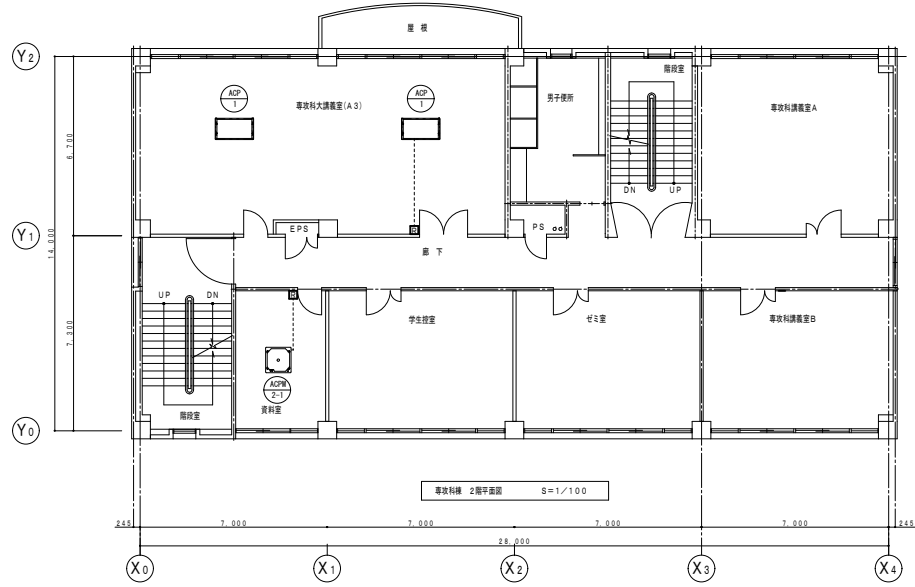 屋 根
Y2
ACP
1
専攻科大講義室(A3)
ACP
1
男子便所
階段室
専攻科講義室A
6,700
DN
UP
Y1
EPS
PS
廊 下
14,000
UP
DN
7,300
学生控室
ゼミ室
専攻科講義室B
ACPW
2-1
資料室
階段室
Y0
専攻科棟 2階平面図 S=1/100
245
7,000
7,000
7,000
7,000
245
28,000
X0
X1
X2
X3
X4